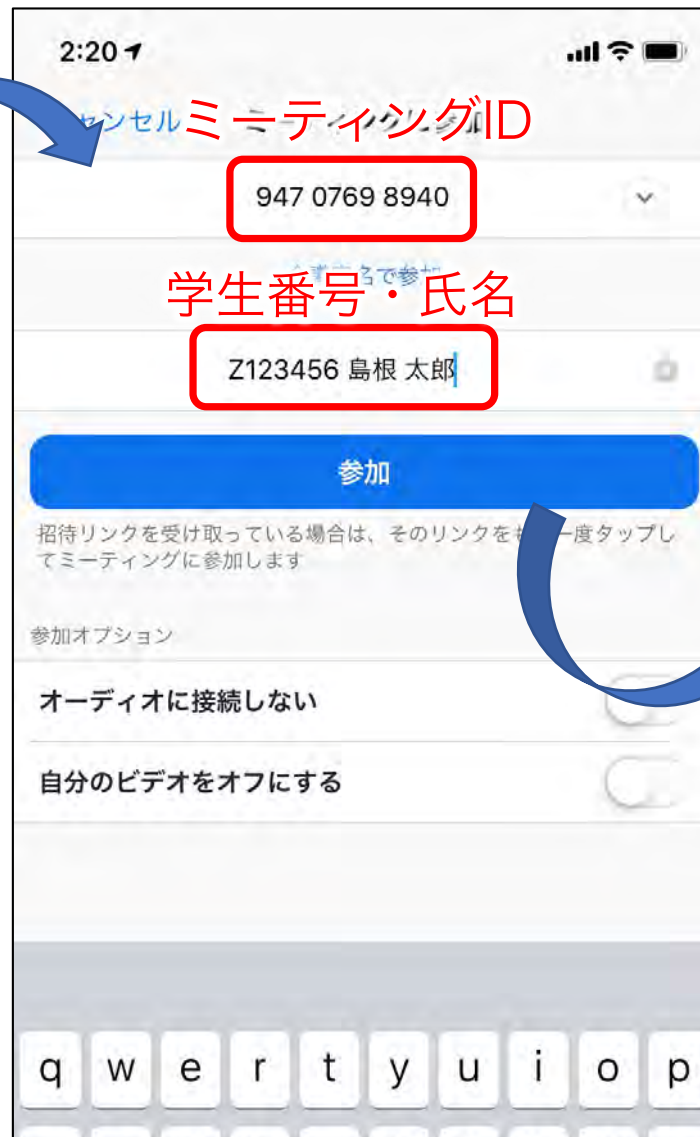 2:20
ミーティングID
947 0769 8940
学生番号・氏名
Z123456 島根 太郎
参加
招待リンクを受け取っている場合は、そのリンクをも 一度タップし
てミーティングに参加します
参加オプション
オーディオに接続しない
自分のビデオをオフにする
q w e r t y u i o p